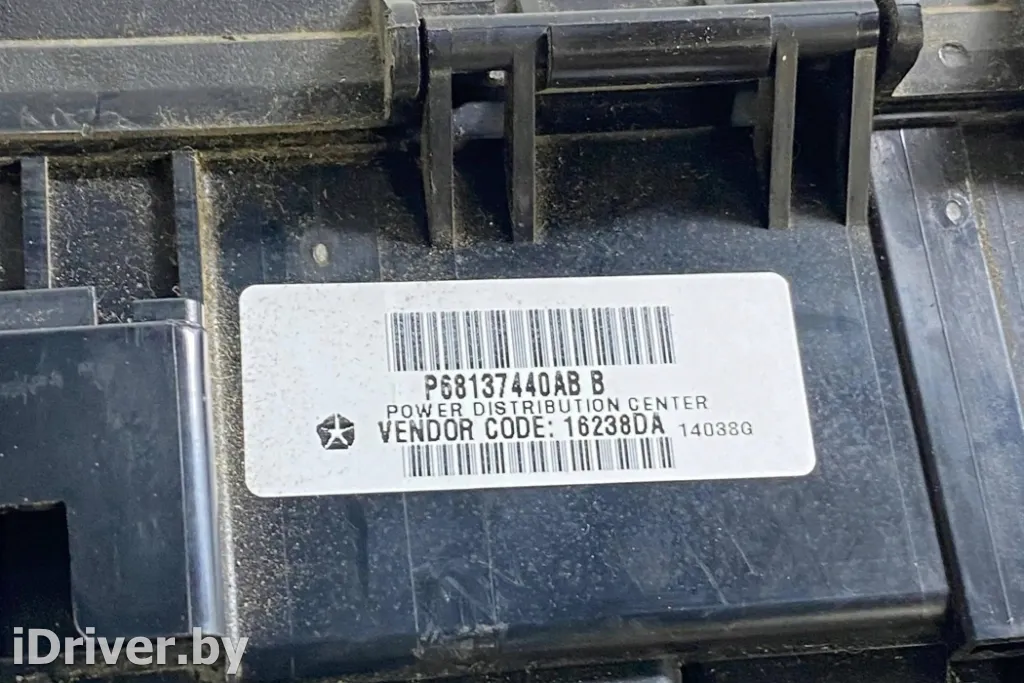 P68137440AB B
POWER DISTRIBUTION CENTER
VENDOR CODE: 16238DA 14038G
iDriver.by